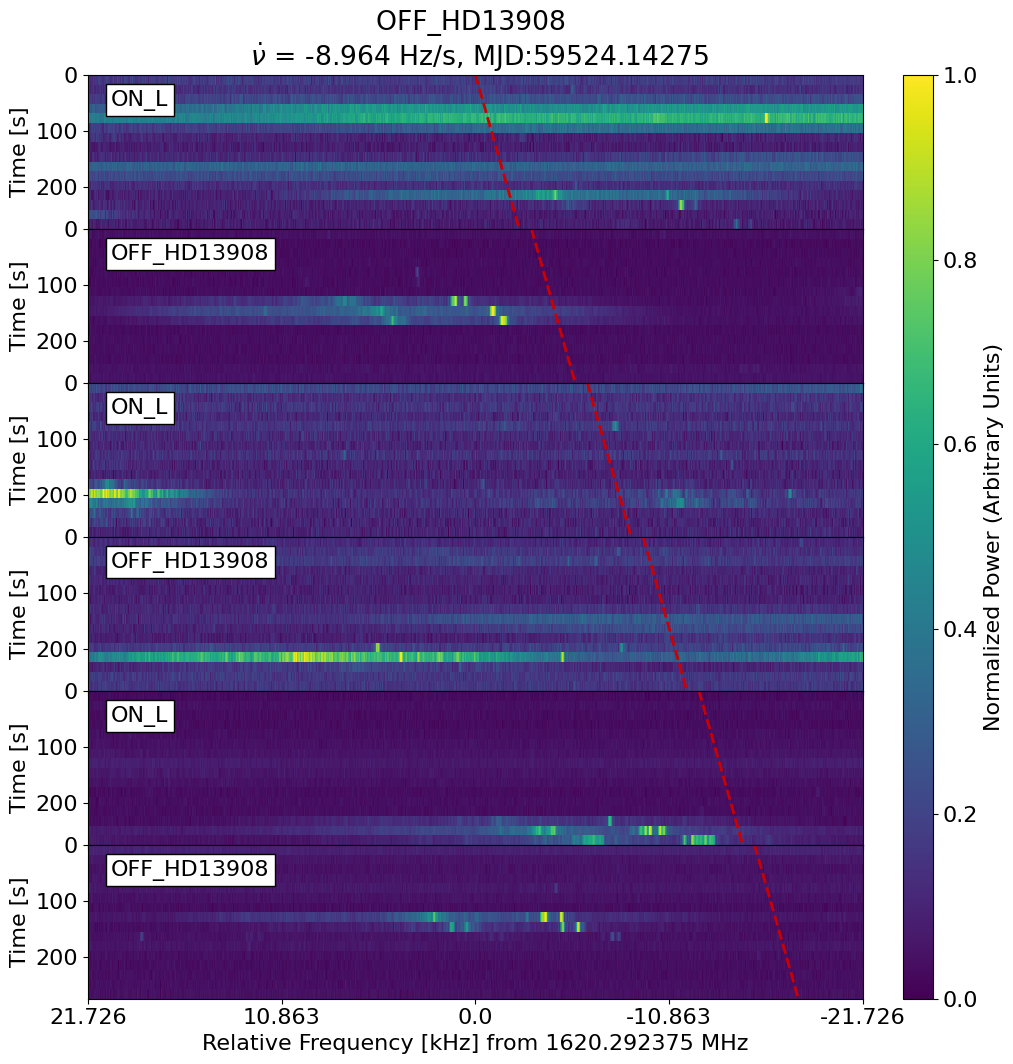 OFF_HD13908
ν̇ = -8.964 Hz/s, MJD:59524.14275
ON_L
OFF_HD13908
ON_L
OFF_HD13908
ON_L
OFF_HD13908
Time [s]
0
100
200
Time [s]
0
100
200
Time [s]
0
100
200
Time [s]
0
100
200
Time [s]
0
100
200
Time [s]
0
100
200
21.726
10.863
0.0
-10.863
-21.726
Relative Frequency [kHz] from 1620.292375 MHz
1.0
0.8
0.6
0.4
0.2
0.0
Normalized Power (Arbitrary Units)